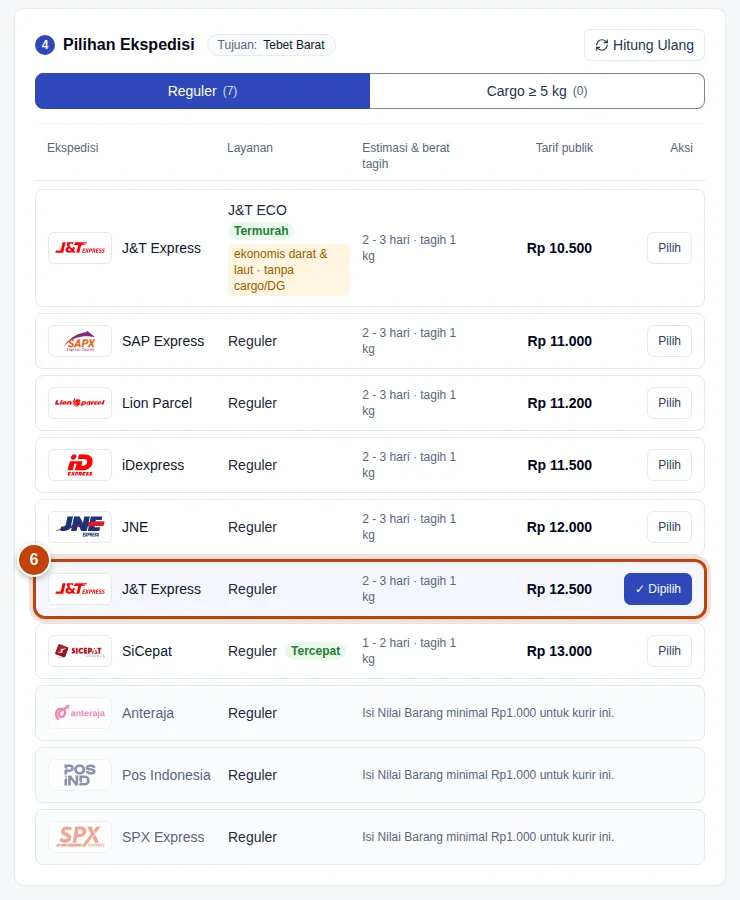 4 Pilihan Ekspedisi Tujuan: Tebet Barat Hitung Ulang
Reguler (7) Cargo ≥ 5 kg (0)
Ekspedisi Layanan Estimasi & berat tagih Tarif publik Aksi
J&T EXPRESS J&T Express J&T ECO
Termurah
ekonomis darat &
laut · tanpa
cargo/DG
2 - 3 hari · tagih 1
kg
Rp 10.500 Pilih
SAPX Express Courier SAP Express Reguler 2 - 3 hari · tagih 1
kg
Rp 11.000 Pilih
Lion parcel Lion Parcel Reguler 2 - 3 hari · tagih 1
kg
Rp 11.200 Pilih
iD EXPRESS iDexpress Reguler 2 - 3 hari · tagih 1
kg
Rp 11.500 Pilih
JNE EXPRESS JNE Reguler 2 - 3 hari · tagih 1
kg
Rp 12.000 Pilih
6
J&T EXPRESS J&T Express Reguler 2 - 3 hari · tagih 1
kg
Rp 12.500 ✓ Dipilih
SICEPAT SiCepat Reguler Tercepat 1 - 2 hari · tagih 1
kg
Rp 13.000 Pilih
anteraja Anteraja Reguler Isi Nilai Barang minimal Rp1.000 untuk kurir ini.
POS IND Pos Indonesia Reguler Isi Nilai Barang minimal Rp1.000 untuk kurir ini.
SPX SPX Express Reguler Isi Nilai Barang minimal Rp1.000 untuk kurir ini.